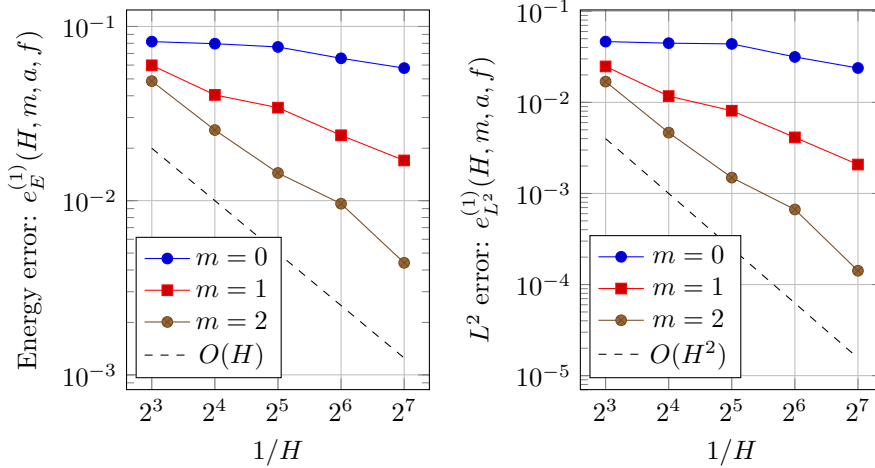 Energy error: $e_E^{(1)}(H, m, a, f)$
10^{-1}
10^{-2}
10^{-3}
m = 0
m = 1
m = 2
O(H)
2^3 2^4 2^5 2^6 2^7
1/H
L^2 error: $e_{L^2}^{(1)}(H, m, a, f)$
10^{-1}
10^{-2}
10^{-3}
10^{-4}
10^{-5}
m = 0
m = 1
m = 2
O(H^2)
2^3 2^4 2^5 2^6 2^7
1/H